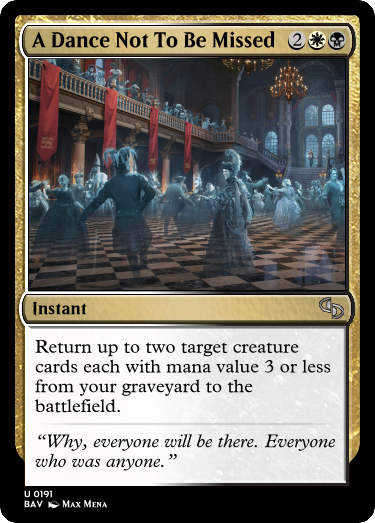 A Dance Not To Be Missed 2
Instant
Return up to two target creature
cards each with mana value 3 or less
from your graveyard to the
battlefield.
“Why, everyone will be there. Everyone
who was anyone.”
U 0191
BAV Max Mena